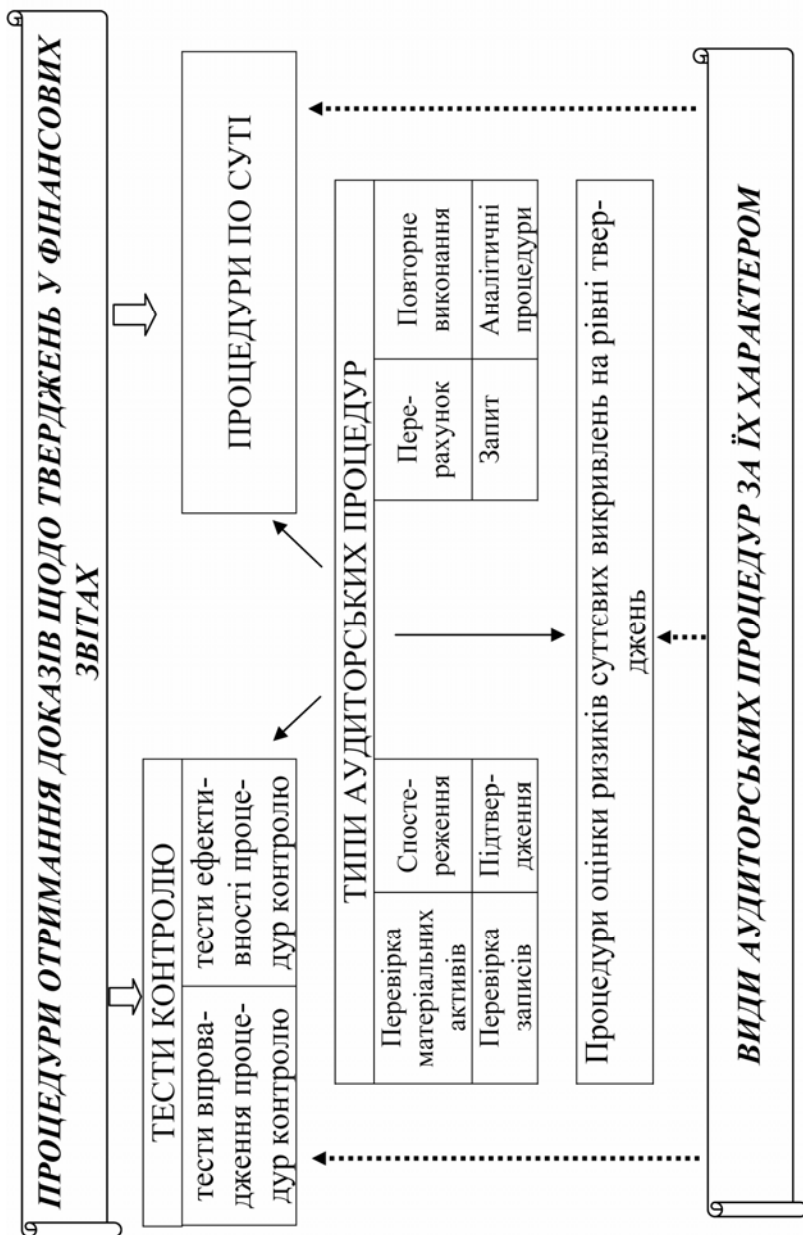 ПРОЦЕДУРИ ОТРИМАННЯ ДОКАЗІВ ЩОДО ТВЕРДЖЕНЬ У ФІНАНСОВИХ
ЗВІТАХ
ТЕСТИ КОНТРОЛЮ
тести впрова-
дження проце-
дур контролю
тести ефекти-
вності проце-
дур контролю
ПРОЦЕДУРИ ПО СУТІ
ТИПИ АУДИТОРСЬКИХ ПРОЦЕДУР
Перевірка
матеріальних
активів
Спосте-
реження
Пере-
рахунок
Повторне
виконання
Перевірка
записів
Підтвер-
дження
Запит
Аналітичні
процедури
Процедури оцінки ризиків суттєвих викривлень на рівні твер-
джень
ВИДИ АУДИТОРСЬКИХ ПРОЦЕДУР ЗА ЇХ ХАРАКТЕРОМ